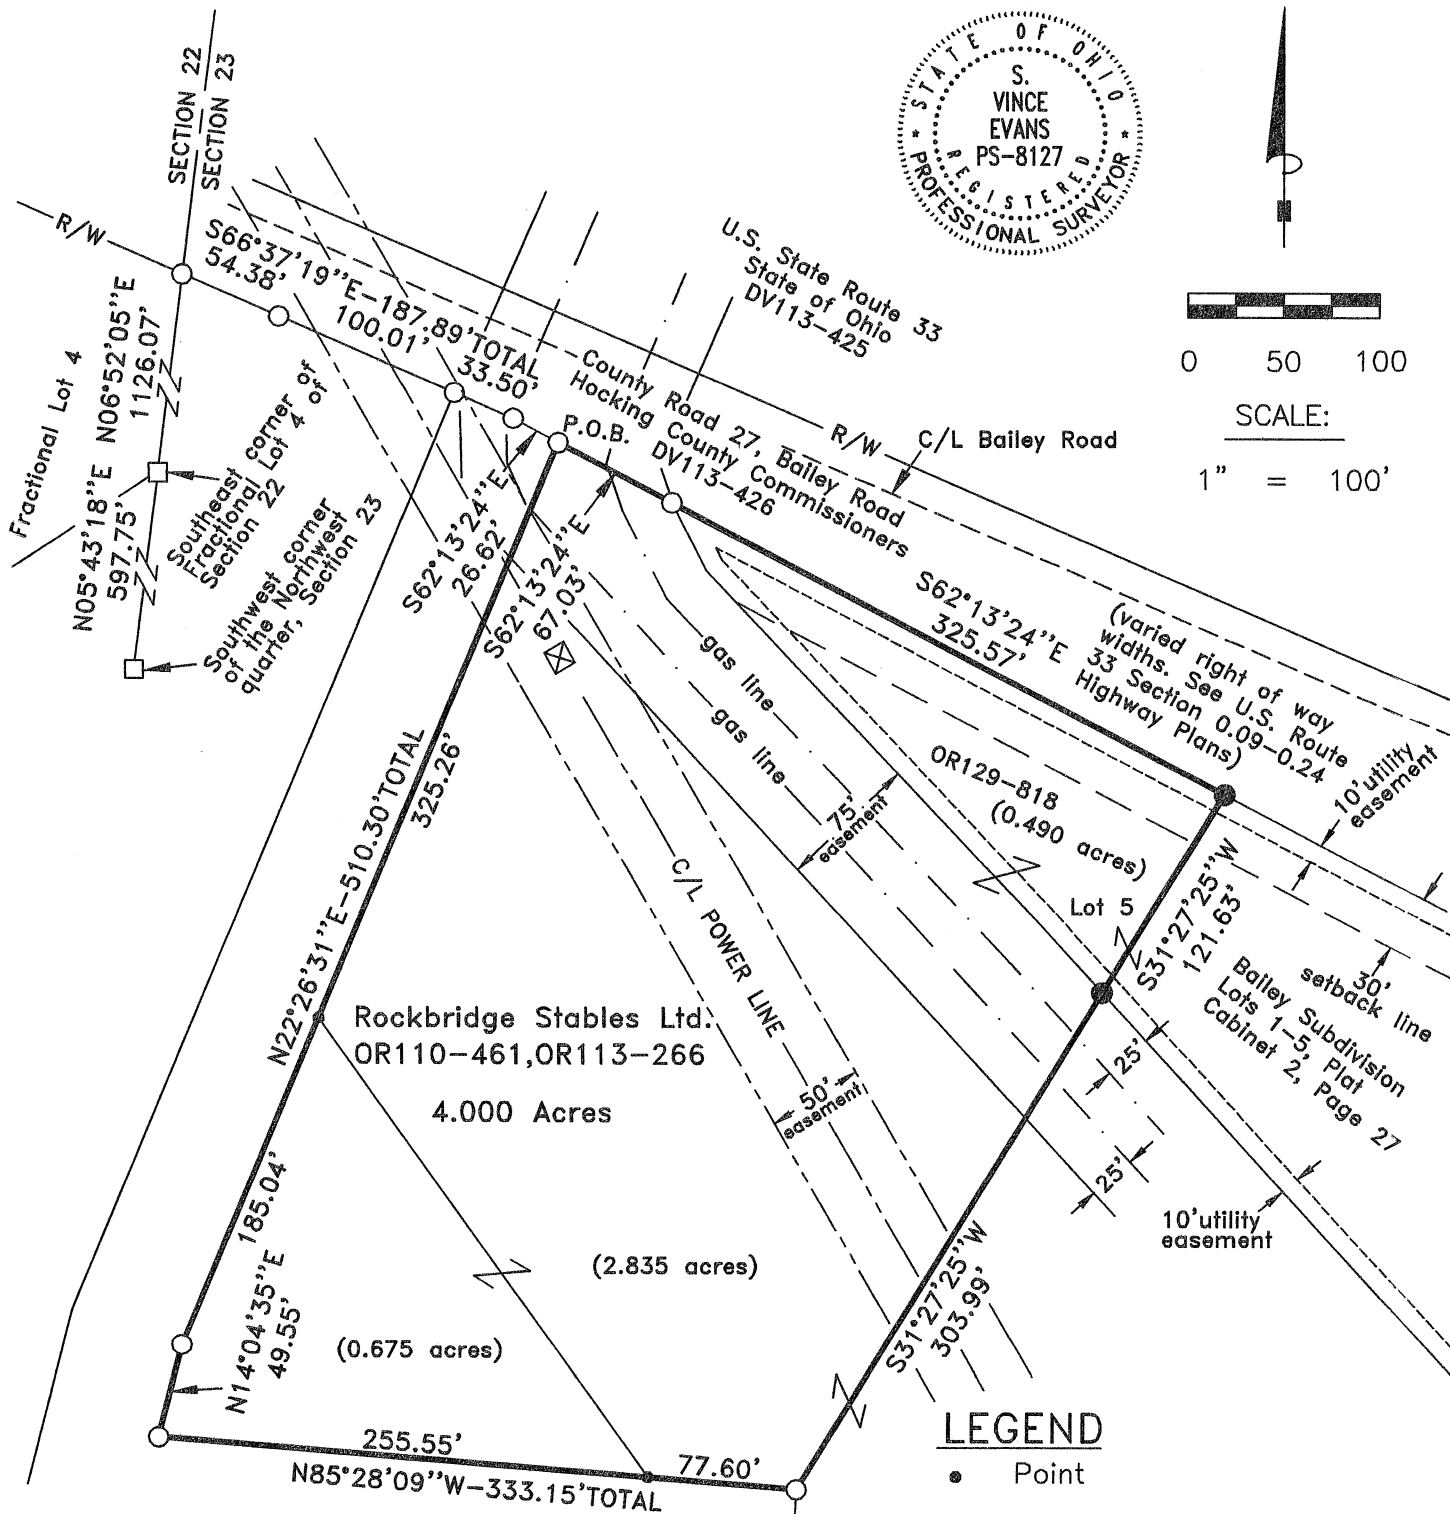 STATE OF OHIO
S.
VINCE
EVANS
PS-8127
REGISTERED
* PROFESSIONAL SURVEYOR *
SECTION 22
SECTION 23
R/W
S66°37'19"E-187.89'TOTAL
54.38'
100.01'
33.50'
U.S. State Route 33
State of Ohio
DV113-425
0 50 100
SCALE:
1" = 100'
County Road 27, Bailey Road
Hocking County Commissioners
DV113-426
R/W
C/L Bailey Road
P.O.B.
Fractional Lot 4
N06°52'05"E
1126.07'
N05°43'18"E
597.75'
Southeast corner of
Fractional Lot 4 of
Section 22
Southwest corner
of the Northwest
quarter, Section 23
S62°13'24"E
26.62'
S62°13'24"E
67.03'
S62°13'24"E
325.57'
(varied right of way
widths. See U.S. Route
33 Section 0.09-0.24
Highway Plans)
gas line
gas line
OR129-818
(0.490 acres)
10'utility
easement
75'
easement
Lot 5
S31°27'25"W
121.63'
30'
setback line
Bailey Subdivision
Lots 1-5, Plat
Cabinet 2, Page 27
N22°26'31"E-510.30'TOTAL
325.26'
C/L POWER LINE
Rockbridge Stables Ltd.
OR110-461,OR113-266
4.000 Acres
50'
easement
25'
25'
10'utility
easement
185.04'
(2.835 acres)
S31°27'25"W
303.99'
N14°04'35"E
49.55'
(0.675 acres)
255.55'
77.60'
N85°28'09"W-333.15'TOTAL
LEGEND
• Point